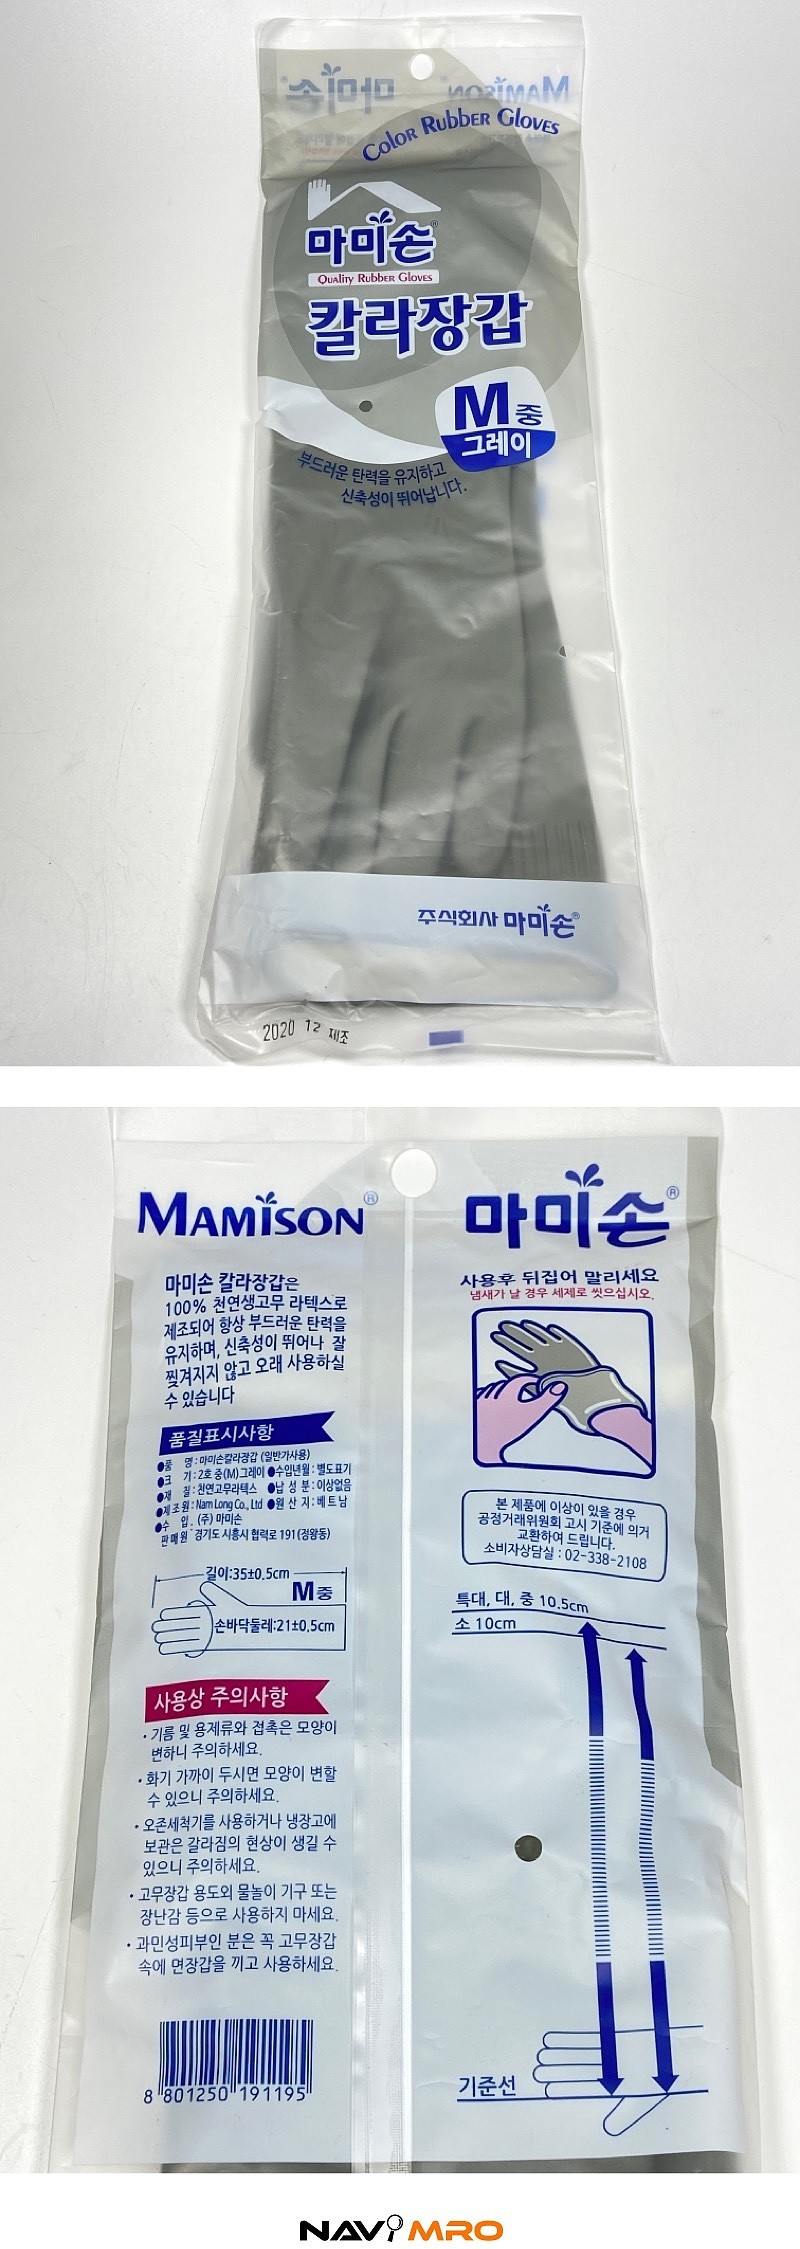 마미손
MAMISON
COLOR RUBBER GLOVES
마미손®
QUALITY RUBBER GLOVES
칼라장갑
M 중
그레이
부드러운 탄력을 유지하고
신축성이 뛰어납니다.
주식회사 마미손®
2020 12 제조
MAMISON®
마미손 칼라장갑은
100% 천연생고무 라텍스로
제조되어 항상 부드러운 탄력을
유지하며, 신축성이 뛰어나 잘
찢겨지지 않고 오래 사용하실
수 있습니다
품질표시사항
●품 명 : 마미손칼라장갑 (일반가사용)
●크 기 : 2호 중(M)그레이 ●수입년월 : 별도표기
●재 질 : 천연고무라텍스 ●납 성 분 : 이상없음
●제 조 원 : Nam Long Co., Ltd ●원 산 지 : 베트남
●수 입 . (주) 마미손
판매원 . 경기도 시흥시 협력로 191 (정왕동)
길이:35±0.5cm
M중
손바닥둘레:21±0.5cm
사용상 주의사항
· 기름 및 용제류와 접촉은 모양이
변하니 주의하세요.
· 화기 가까이 두시면 모양이 변할
수 있으니 주의하세요.
· 오존세척기를 사용하거나 냉장고에
보관은 갈라짐의 현상이 생길 수
있으니 주의하세요.
· 고무장갑 용도외 물놀이 기구 또는
장난감 등으로 사용하지 마세요.
· 과민성피부인 분은 꼭 고무장갑
속에 면장갑을 끼고 사용하세요.
8 801250 191195
마미손®
사용후 뒤집어 말리세요
냄새가 날 경우 세제로 씻으십시오.
본 제품에 이상이 있을 경우
공정거래위원회 고시 기준에 의거
교환하여 드립니다.
소비자상담실 : 02-338-2108
특대, 대, 중 10.5cm
소 10cm
기준선
NAVI MRO